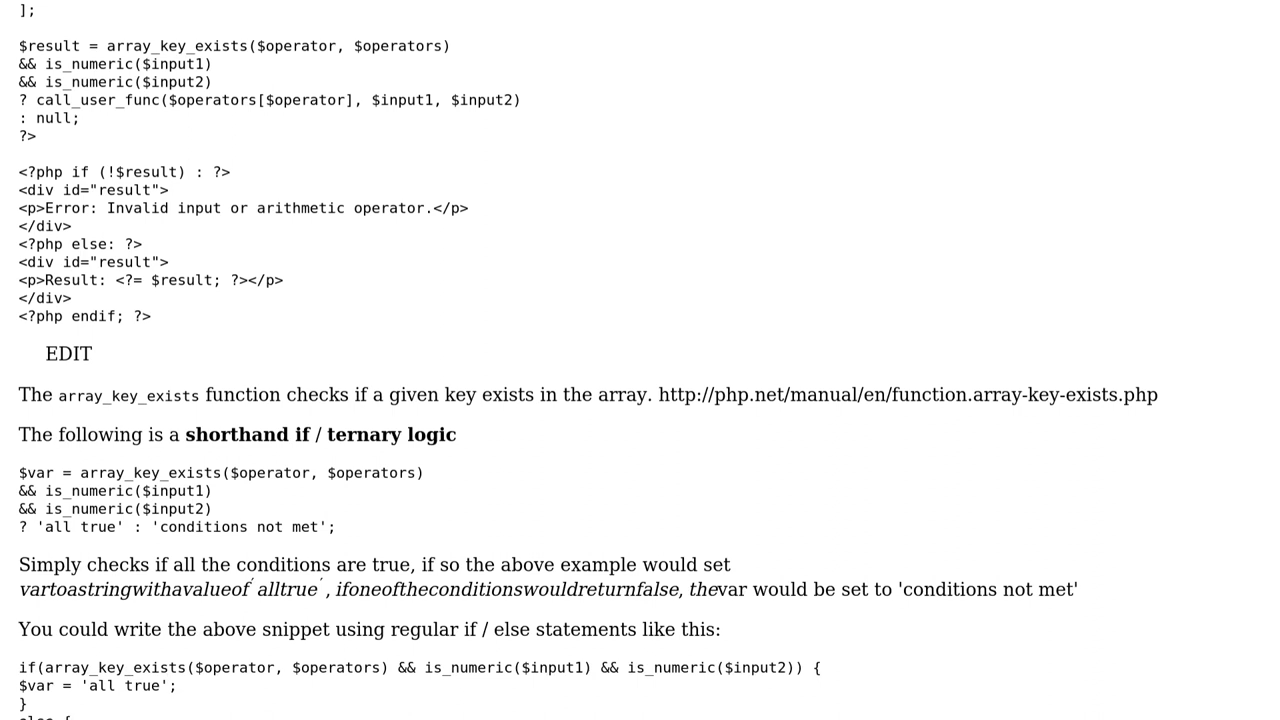 ];
$result = array_key_exists($operator, $operators)
&& is_numeric($input1)
&& is_numeric($input2)
? call_user_func($operators[$operator], $input1, $input2)
: null;
?>
<?php if (!$result) : ?>
<div id="result">
<p>Error: Invalid input or arithmetic operator.</p>
</div>
<?php else: ?>
<div id="result">
<p>Result: <?= $result; ?></p>
</div>
<?php endif; ?>
EDIT
The array_key_exists function checks if a given key exists in the array. http://php.net/manual/en/function.array-key-exists.php
The following is a shorthand if / ternary logic
$var = array_key_exists($operator, $operators)
&& is_numeric($input1)
&& is_numeric($input2)
? 'all true' : 'conditions not met';
Simply checks if all the conditions are true, if so the above example would set
vartoastringwithavalueof′alltrue′,ifoneoftheconditionswouldreturnfalse,thevar would be set to 'conditions not met'
You could write the above snippet using regular if / else statements like this:
if(array_key_exists($operator, $operators) && is_numeric($input1) && is_numeric($input2)) {
$var = 'all true';
}
else {